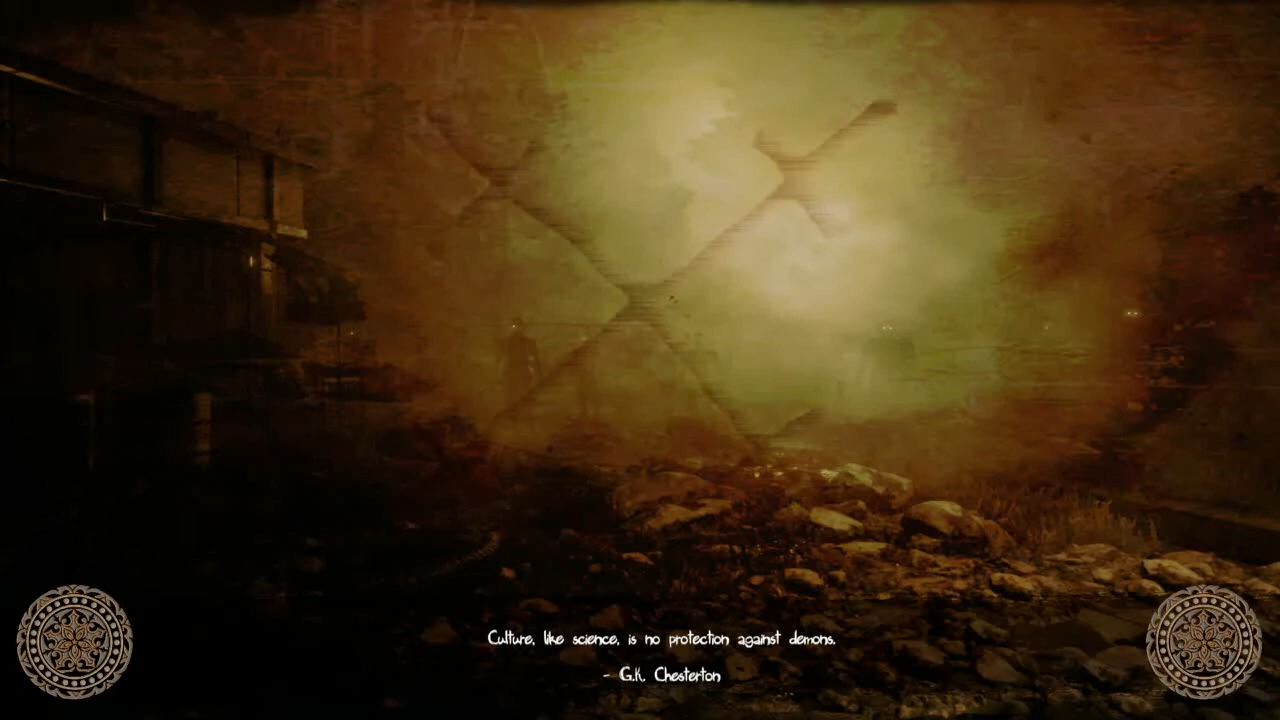 Culture, like science, is no protection against demons.
- G.K. Chesterton